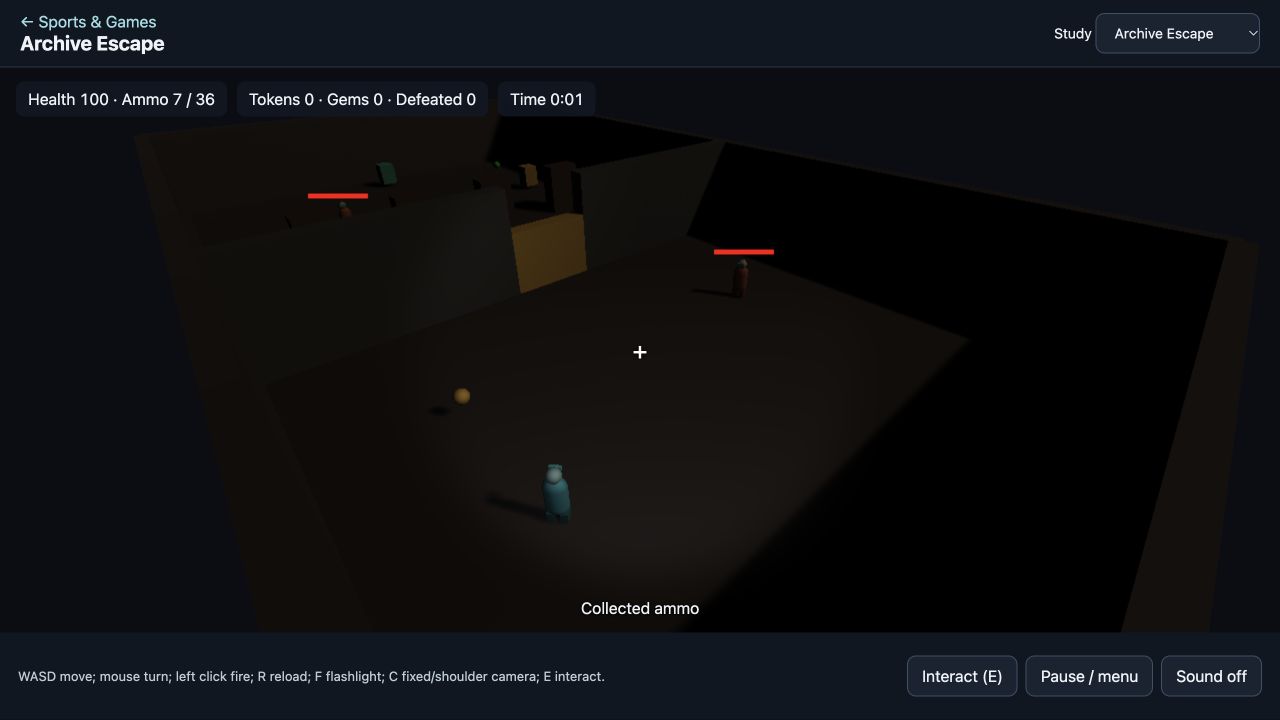 ← Sports & Games
Archive Escape
Study
Archive Escape
Health 100 · Ammo 7 / 36
Tokens 0 · Gems 0 · Defeated 0
Time 0:01
Collected ammo
WASD move; mouse turn; left click fire; R reload; F flashlight; C fixed/shoulder camera; E interact.
Interact (E)
Pause / menu
Sound off